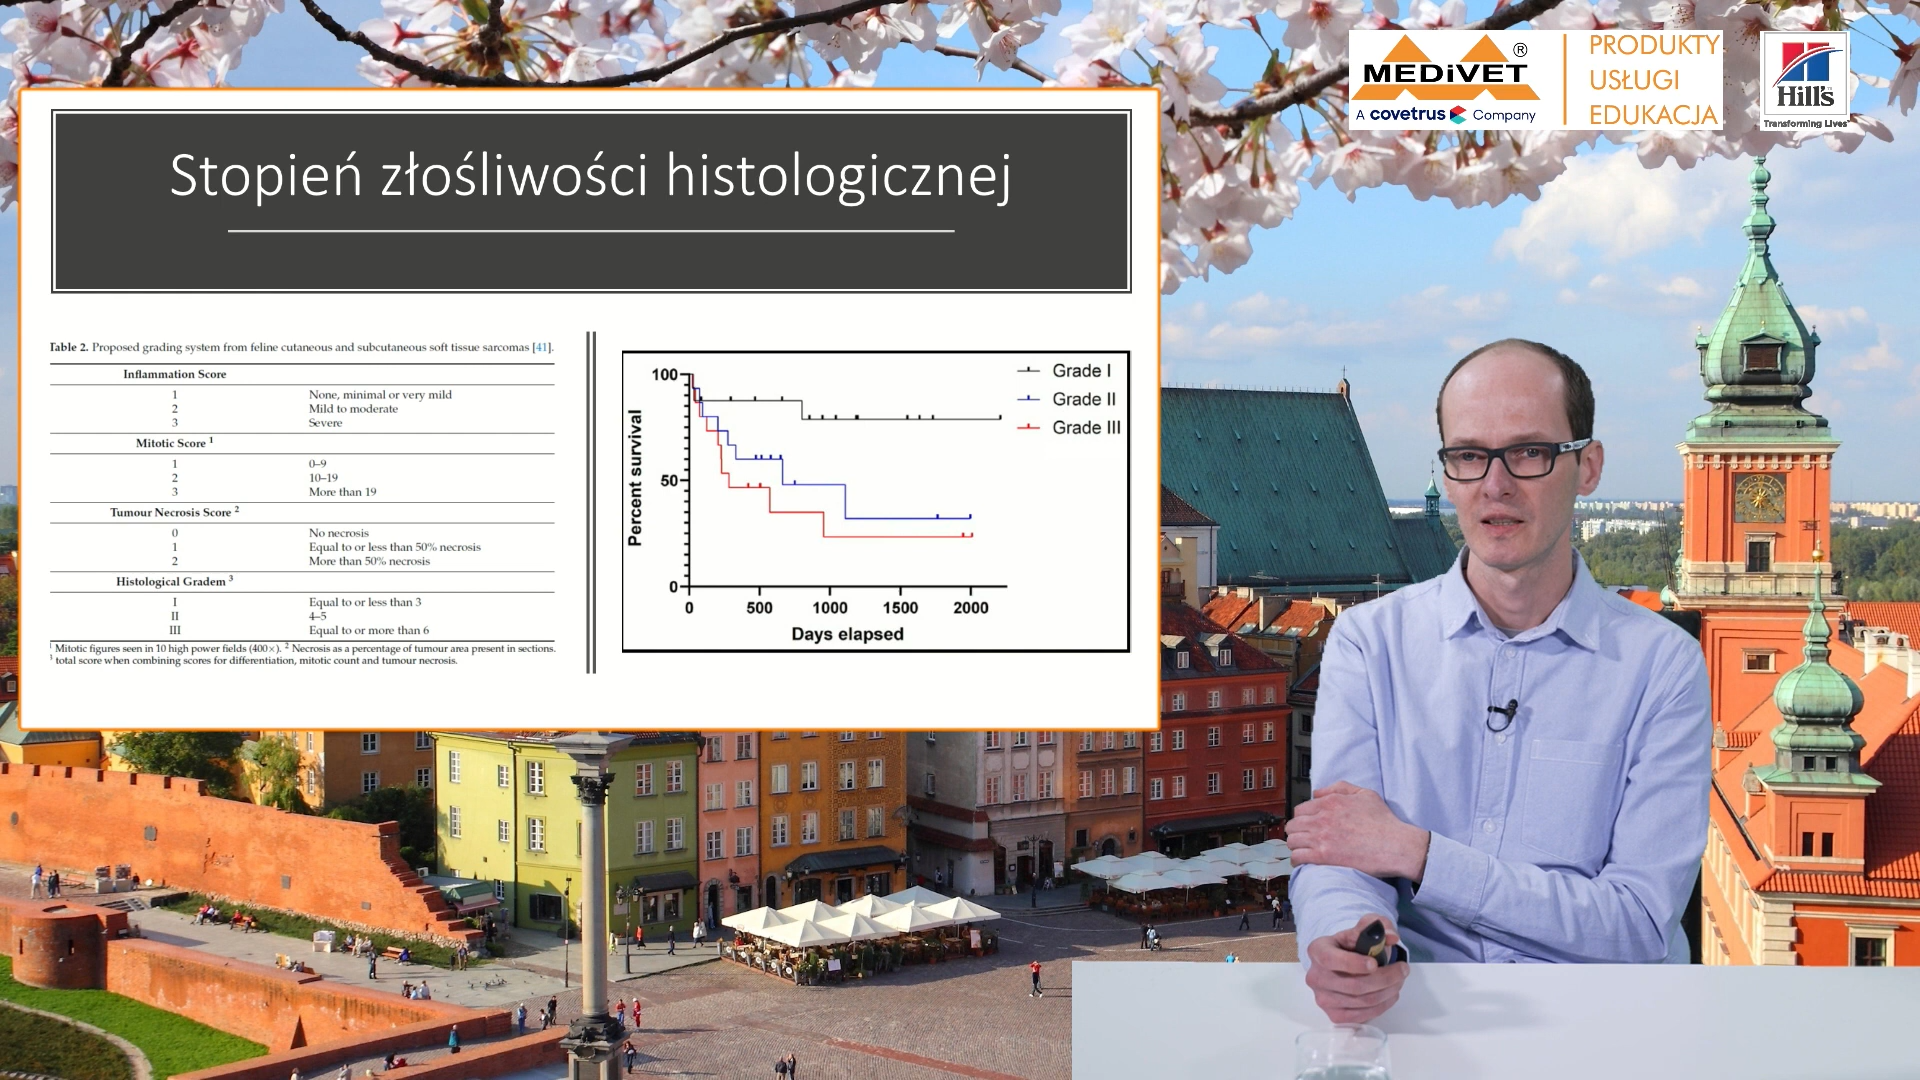 MEDiVET®
A covetrus Company
PRODUKTY
USŁUGI
EDUKACJA
Hill's
Transforming Lives
Stopień złośliwości histologicznej
Table 2. Proposed grading system from feline cutaneous and subcutaneous soft tissue sarcomas [41].
Inflammation Score
1 None, minimal or very mild
2 Mild to moderate
3 Severe
Mitotic Score 1
1 0–9
2 10–19
3 More than 19
Tumour Necrosis Score 2
0 No necrosis
1 Equal to or less than 50% necrosis
2 More than 50% necrosis
Histological Gradem 3
I Equal to or less than 3
II 4–5
III Equal to or more than 6
1 Mitotic figures seen in 10 high power fields (400×). 2 Necrosis as a percentage of tumour area present in sections.
3 total score when combining scores for differentiation, mitotic count and tumour necrosis.
Grade I
Grade II
Grade III
Percent survival
100
50
0
0 500 1000 1500 2000
Days elapsed